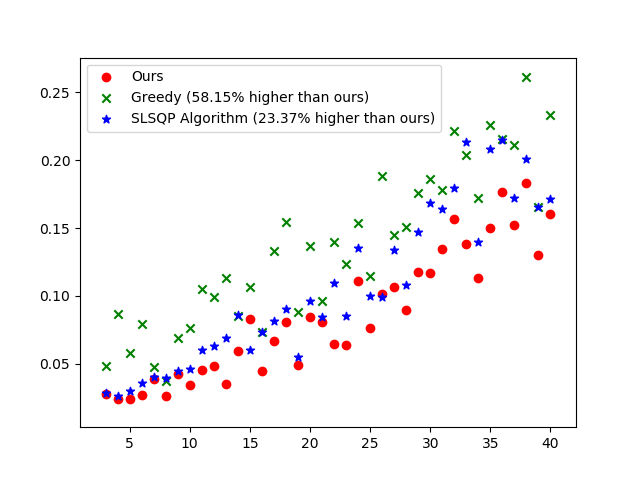 Ours
Greedy (58.15% higher than ours)
SLSQP Algorithm (23.37% higher than ours)
0.25
0.20
0.15
0.10
0.05
5 10 15 20 25 30 35 40